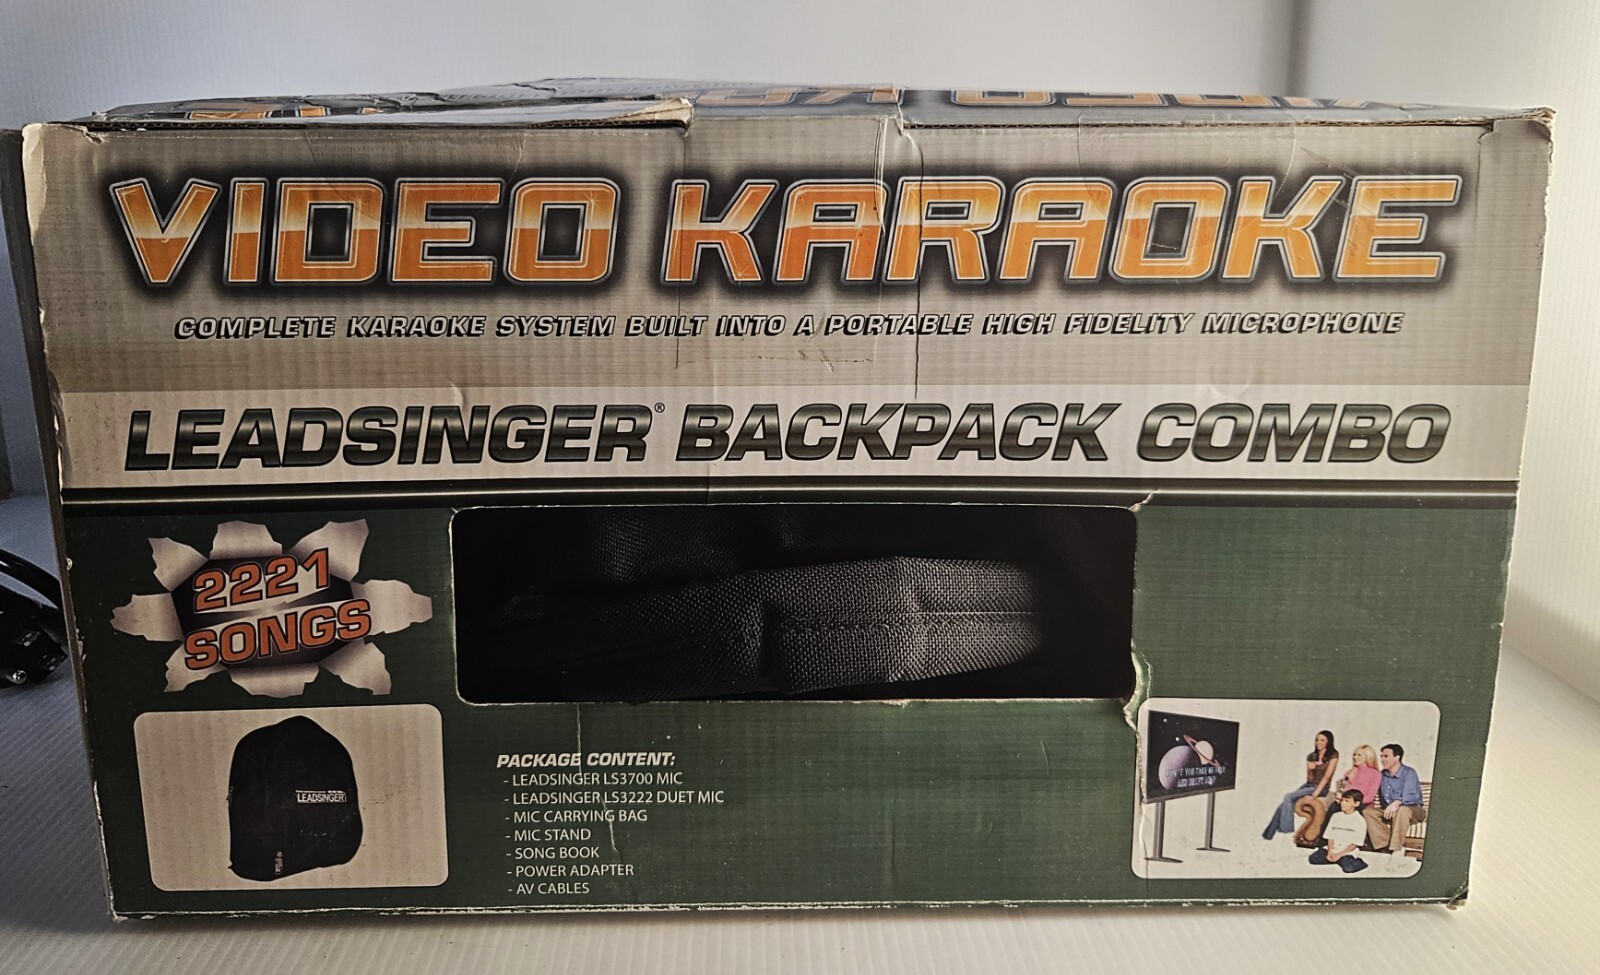 VIDEO KARAOKE
COMPLETE KARAOKE SYSTEM BUILT INTO A PORTABLE HIGH FIDELITY MICROPHONE
LEADSINGER® BACKPACK COMBO
2221
SONGS
LEADSINGER
PACKAGE CONTENT:
- LEADSINGER LS3700 MIC
- LEADSINGER LS3222 DUET MIC
- MIC CARRYING BAG
- MIC STAND
- SONG BOOK
- POWER ADAPTER
- AV CABLES